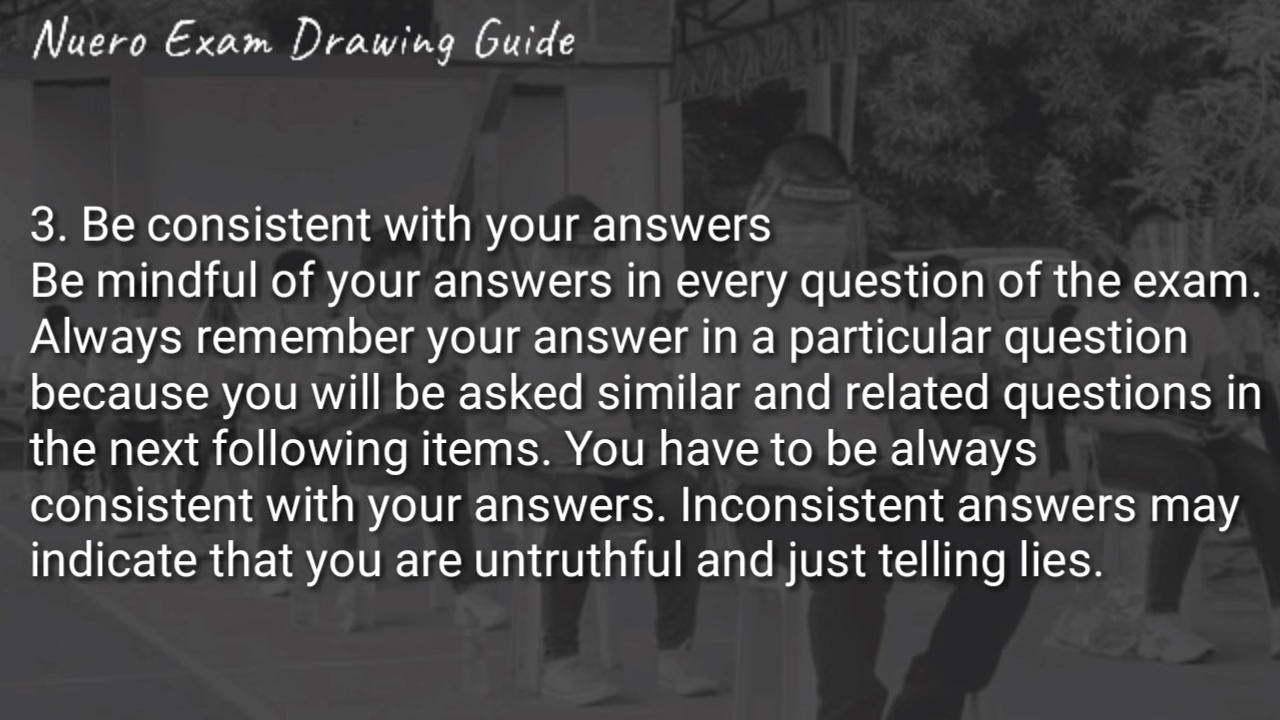 Nuero Exam Drawing Guide
3. Be consistent with your answers
Be mindful of your answers in every question of the exam.
Always remember your answer in a particular question
because you will be asked similar and related questions in
the next following items. You have to be always
consistent with your answers. Inconsistent answers may
indicate that you are untruthful and just telling lies.